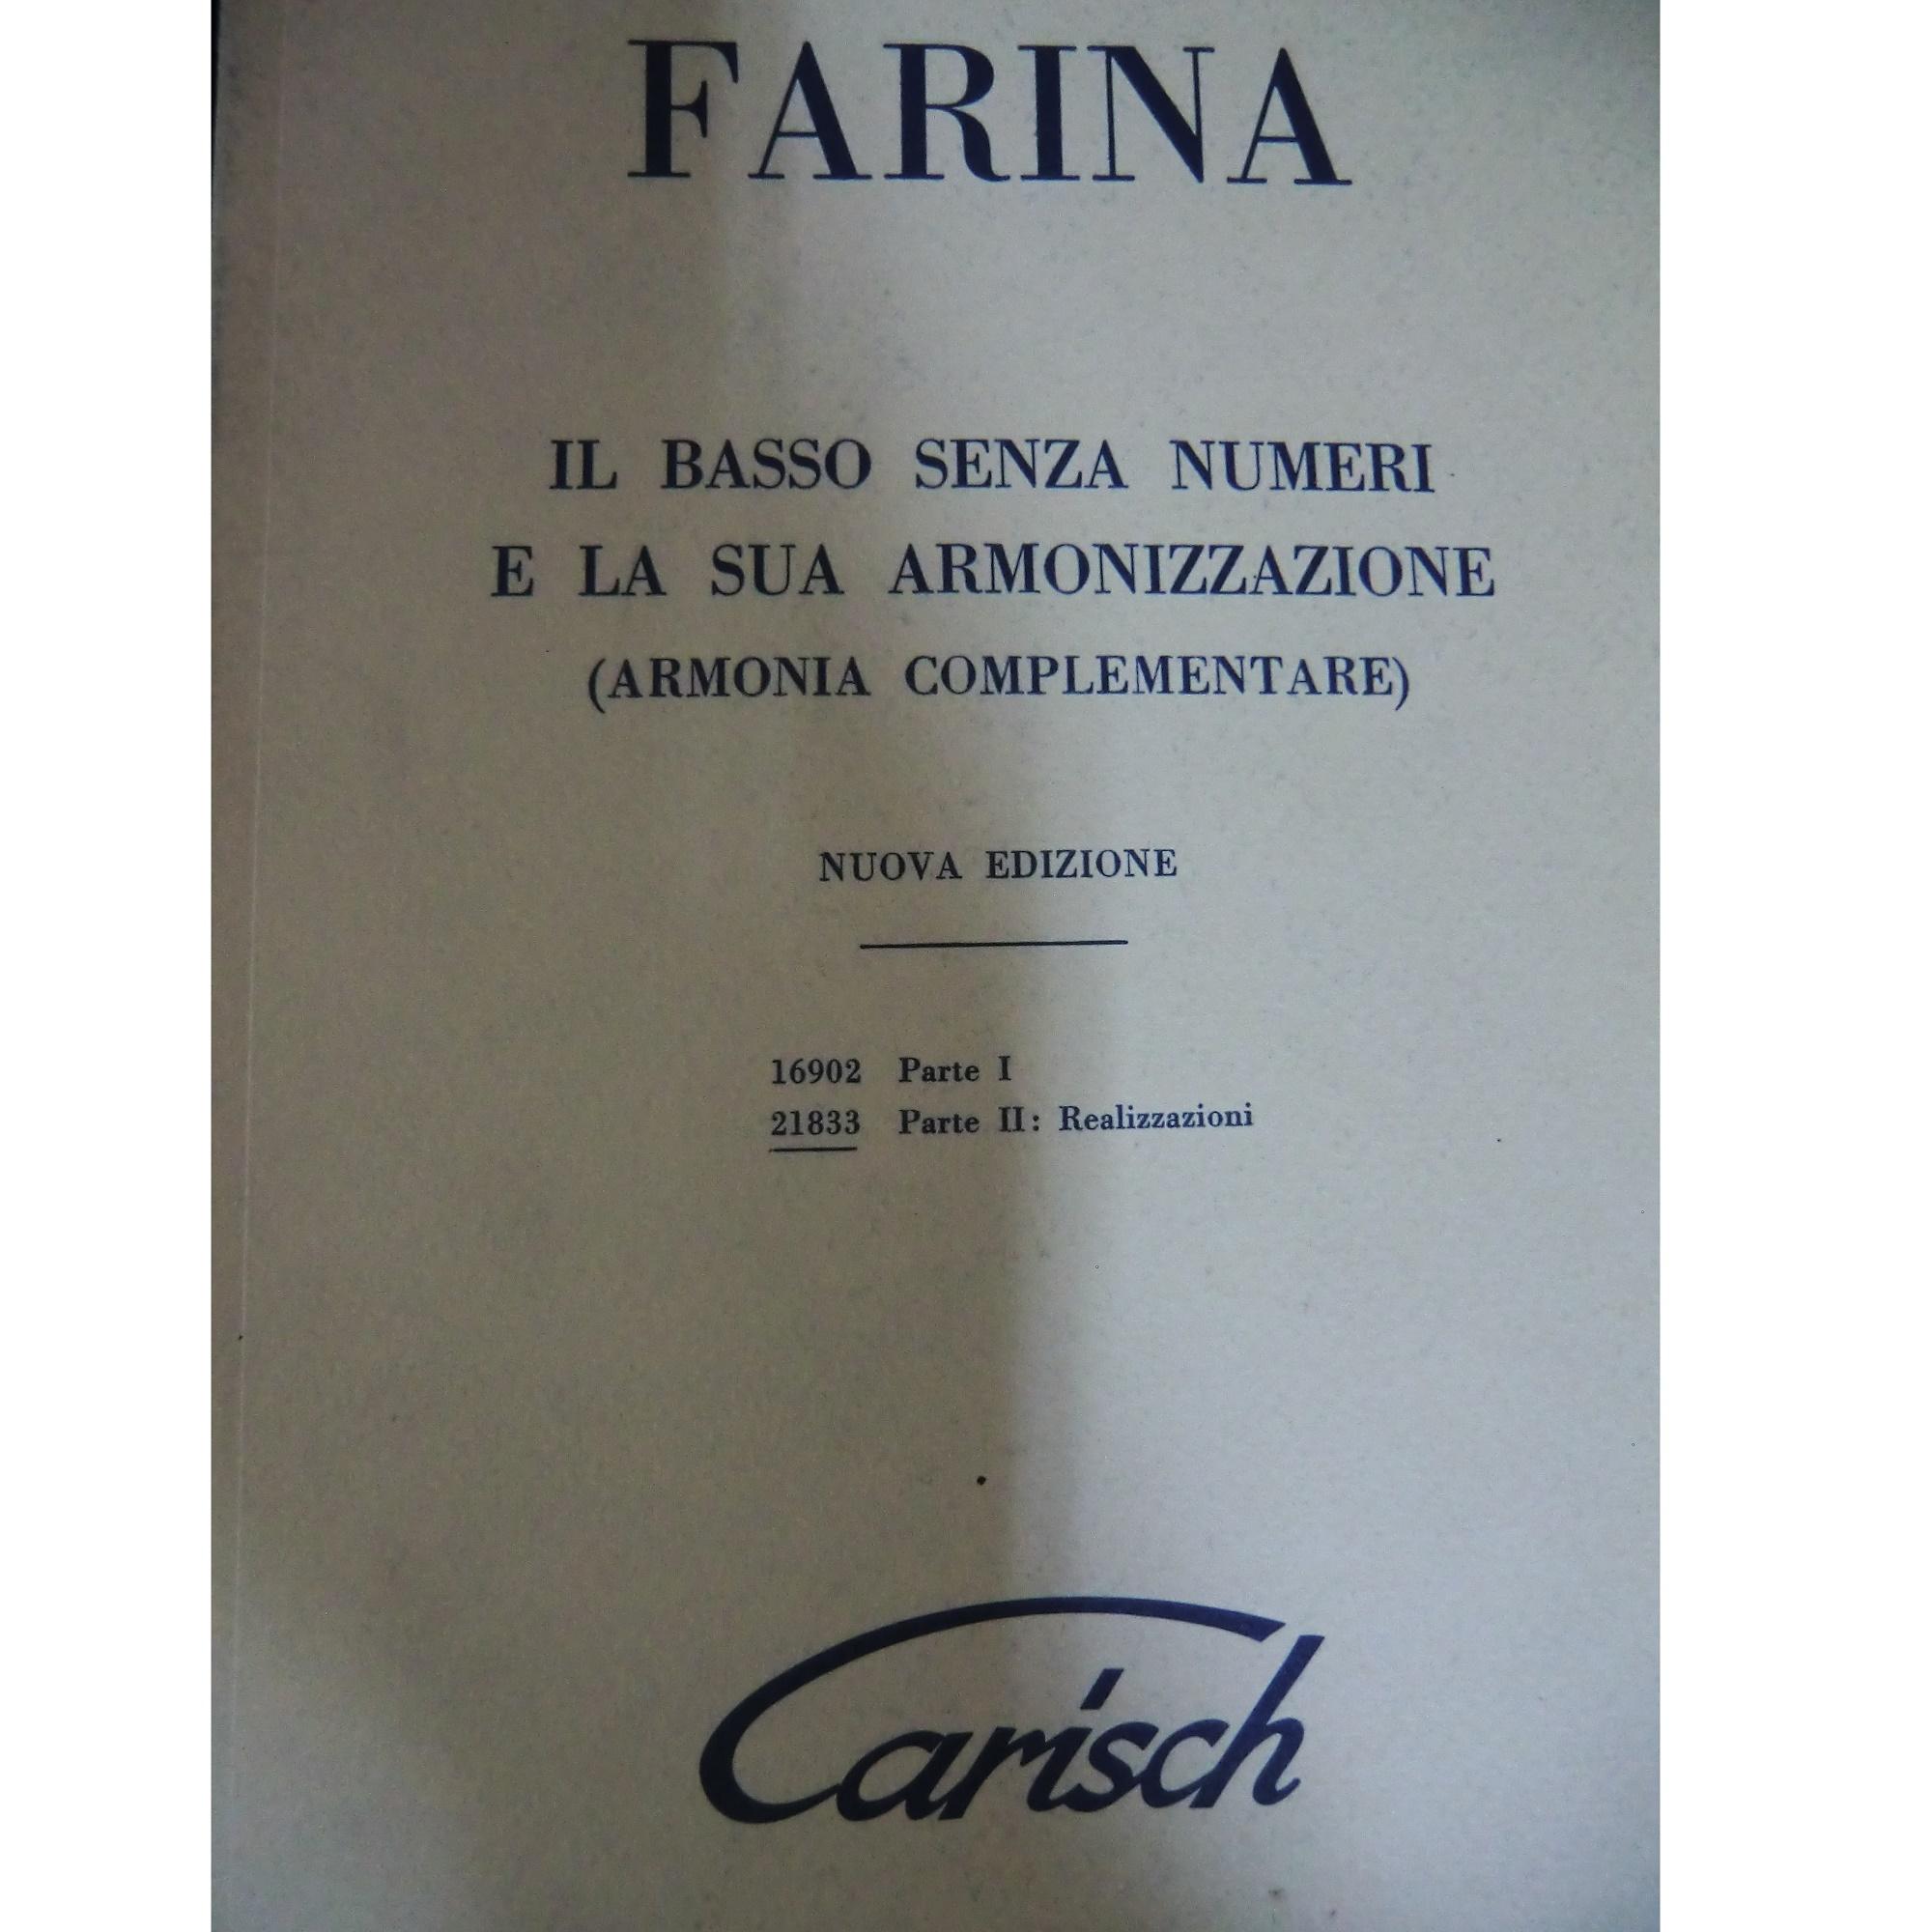 FARINA
IL BASSO SENZA NUMERI
E LA SUA ARMONIZZAZIONE
(ARMONIA COMPLEMENTARE)
NUOVA EDIZIONE
16902 Parte I
21833 Parte II: Realizzazioni
Carisch